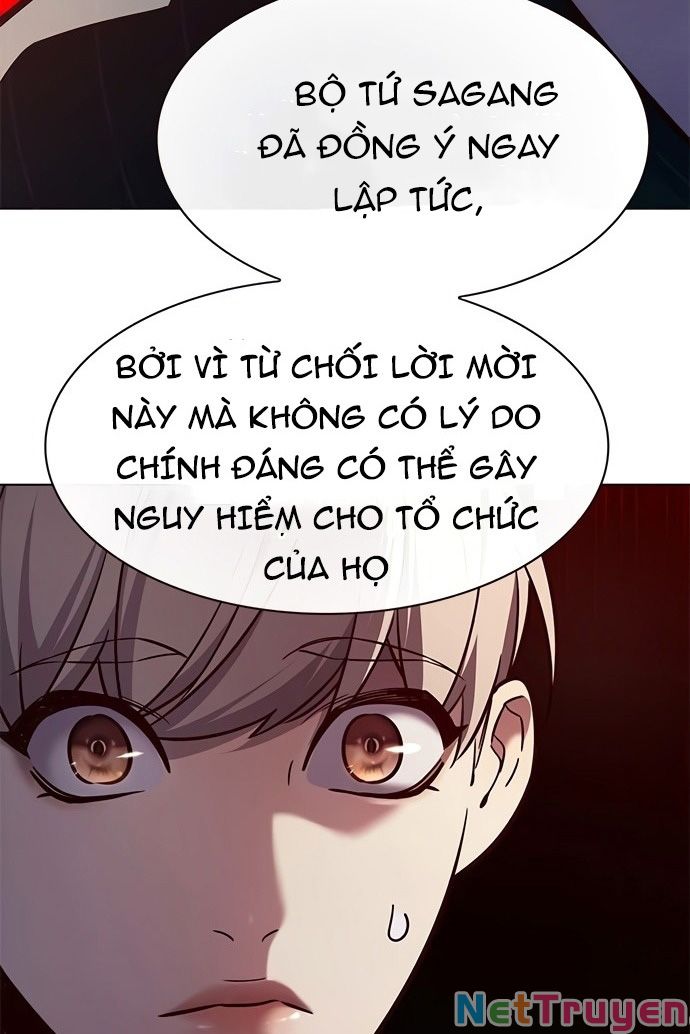 BỘ TỨ SAGANG
ĐÃ ĐỒNG Ý NGAY
LẬP TỨC,
BỞI VÌ TỪ CHỐI LỜI MỜI
NÀY MÀ KHÔNG CÓ LÝ DO
CHÍNH ĐÁNG CÓ THỂ GÂY
NGUY HIỂM CHO TỔ CHỨC
CỦA HỌ
NetTruyen